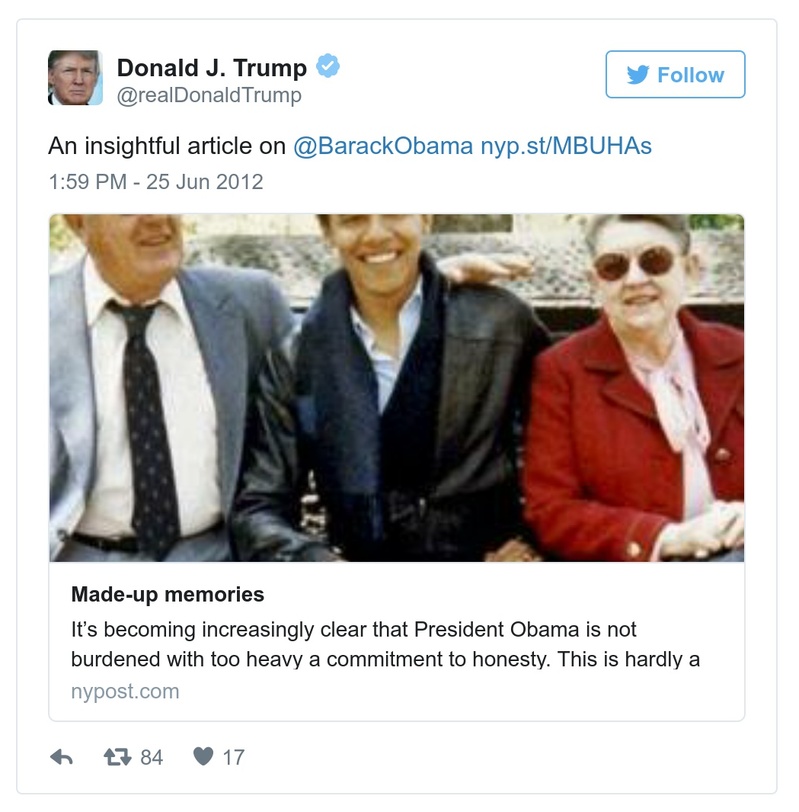 Donald J. Trump
@realDonaldTrump
Follow
An insightful article on @BarackObama nyp.st/MBUHAs
1:59 PM - 25 Jun 2012
Made-up memories
It’s becoming increasingly clear that President Obama is not
burdened with too heavy a commitment to honesty. This is hardly a
nypost.com
84
17